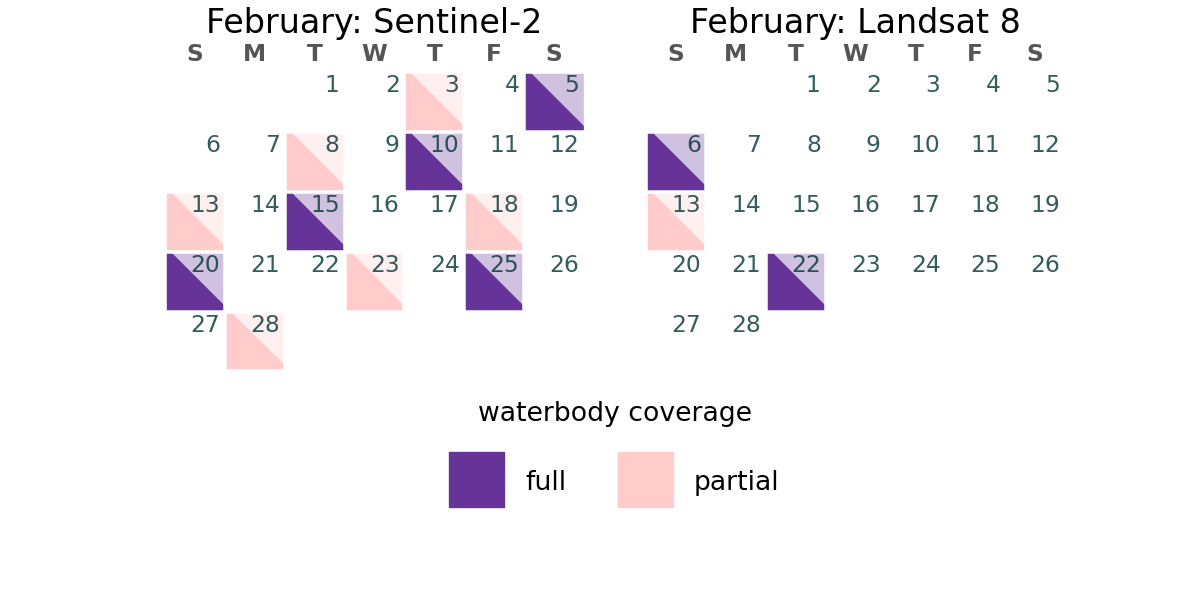 February: Sentinel-2
S M T W T F S
1 2 3 4 5
6 7 8 9 10 11 12
13 14 15 16 17 18 19
20 21 22 23 24 25 26
27 28
February: Landsat 8
S M T W T F S
1 2 3 4 5
6 7 8 9 10 11 12
13 14 15 16 17 18 19
20 21 22 23 24 25 26
27 28
waterbody coverage
full
partial